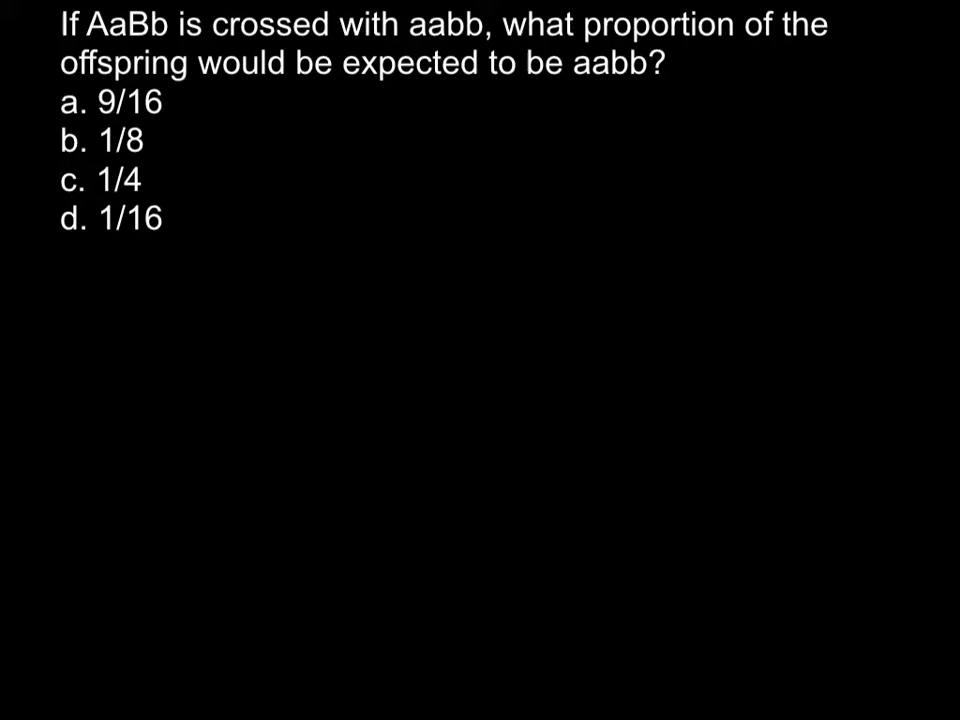 If AaBb is crossed with aabb, what proportion of the
offspring would be expected to be aabb?
a. 9/16
b. 1/8
c. 1/4
d. 1/16